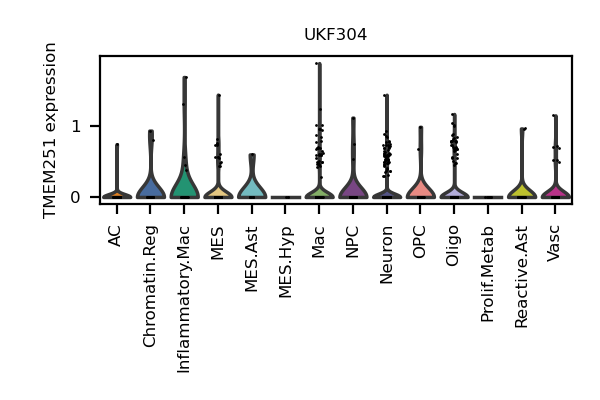 UKF304
TMEM251 expression
1
0
AC
Chromatin.Reg
Inflammatory.Mac
MES
MES.Ast
MES.Hyp
Mac
NPC
Neuron
OPC
Oligo
Prolif.Metab
Reactive.Ast
Vasc